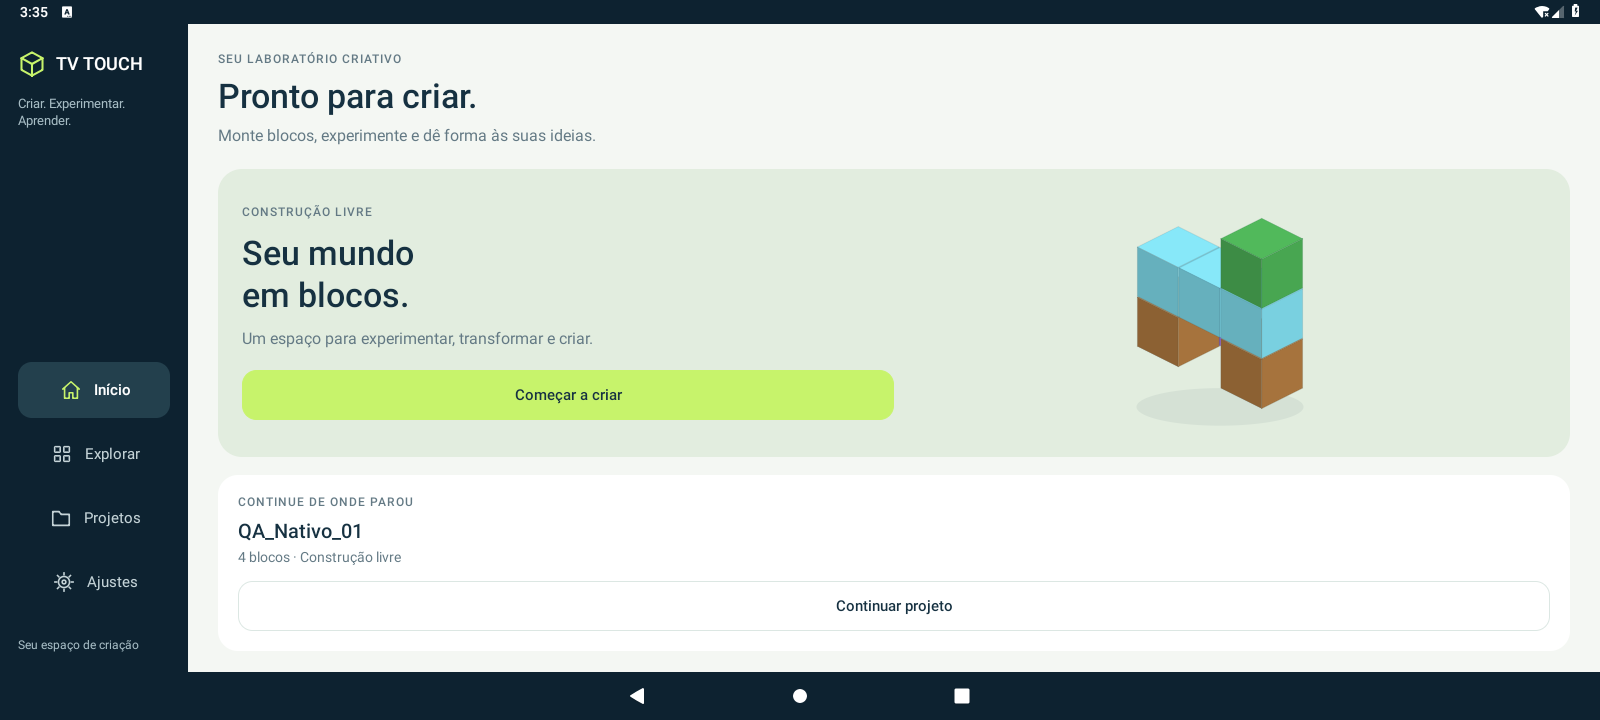 3:35
TV TOUCH
Criar. Experimentar.
Aprender.
Início
Explorar
Projetos
Ajustes
Seu espaço de criação
SEU LABORATÓRIO CRIATIVO
Pronto para criar.
Monte blocos, experimente e dê forma às suas ideias.
CONSTRUÇÃO LIVRE
Seu mundo
em blocos.
Um espaço para experimentar, transformar e criar.
Começar a criar
CONTINUE DE ONDE PAROU
QA_Nativo_01
4 blocos · Construção livre
Continuar projeto